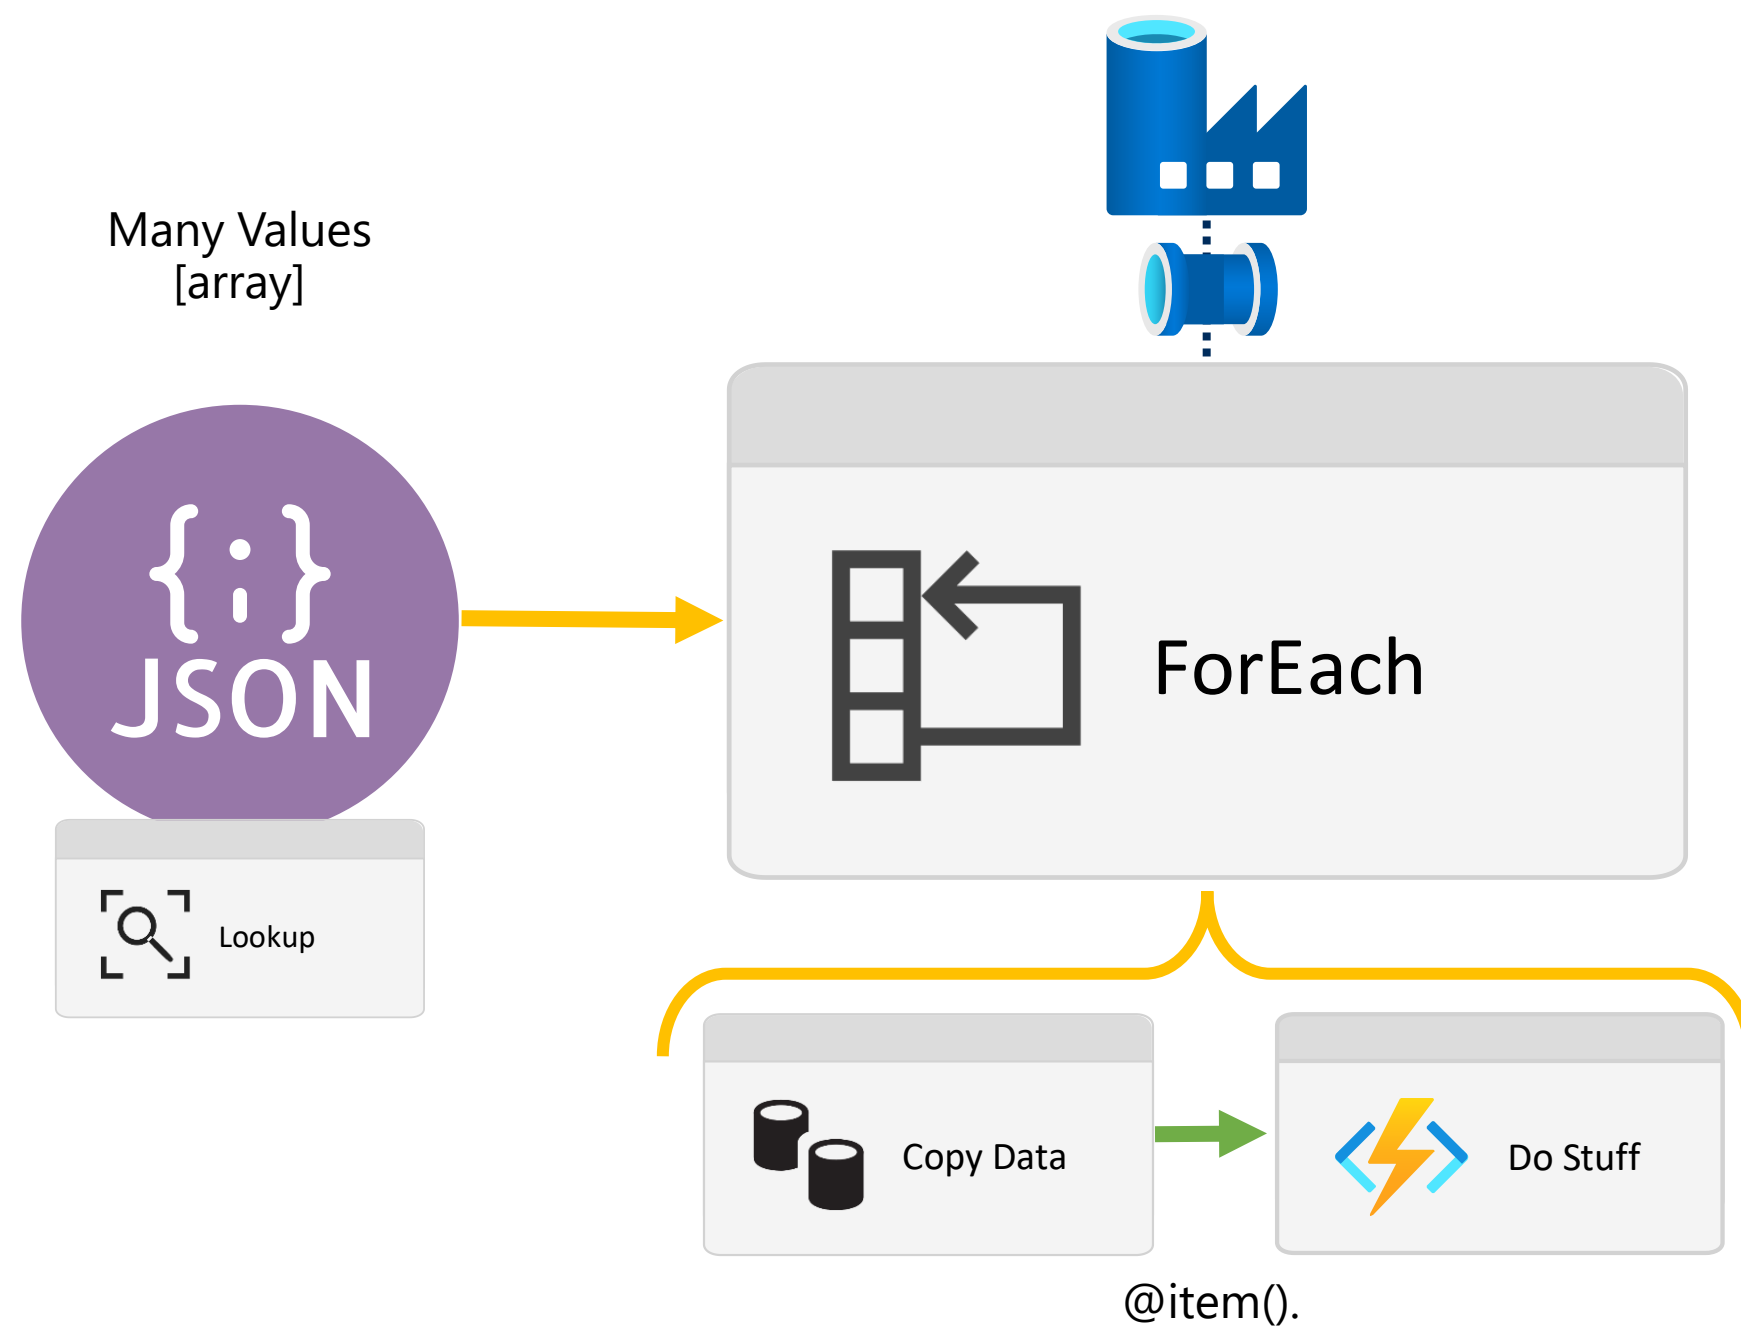 Many Values
[array]
{;}
JSON
Lookup
ForEach
Copy Data
Do Stuff
@item().